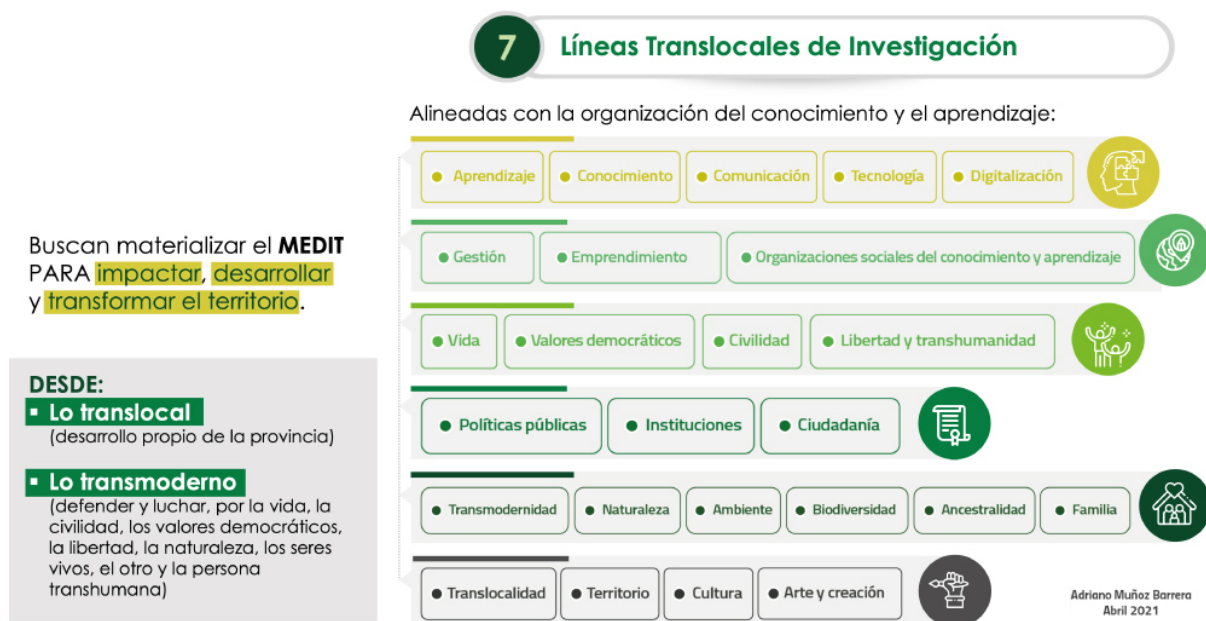 7
Líneas Translocales de Investigación
Alineadas con la organización del conocimiento y el aprendizaje:
Buscan materializar el MEDIT
PARA impactar, desarrollar
y transformar el territorio.
DESDE:
▪ Lo translocal
(desarrollo propio de la provincia)
▪ Lo transmoderno
(defender y luchar, por la vida, la
civilidad, los valores democráticos,
la libertad, la naturaleza, los seres
vivos, el otro y la persona
transhumana)
• Aprendizaje • Conocimiento • Comunicación • Tecnología • Digitalización
• Gestión • Emprendimiento • Organizaciones sociales del conocimiento y aprendizaje
• Vida • Valores democráticos • Civilidad • Libertad y transhumanidad
• Políticas públicas • Instituciones • Ciudadanía
• Transmodernidad • Naturaleza • Ambiente • Biodiversidad • Ancestralidad • Familia
• Translocalidad • Territorio • Cultura • Arte y creación
Adriano Muñoz Barrera
Abril 2021